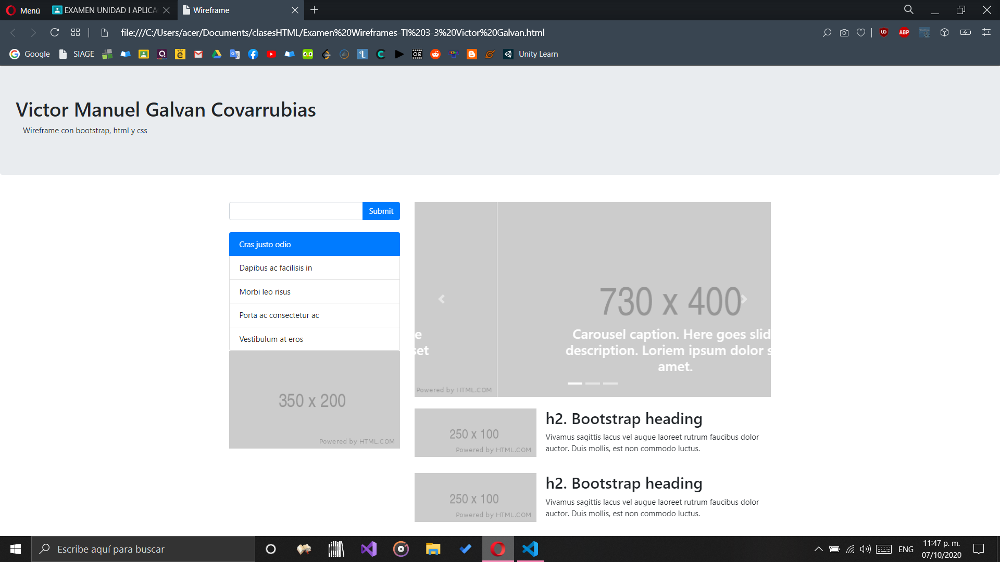 Menú
EXAMEN UNIDAD I APLICA
Wireframe
file:///C:/Users/acer/Documents/clasesHTML/Examen%20Wireframes-TI%203-3%20Victor%20Galvan.html
ABP
Google
SIAGE
Unity Learn
Victor Manuel Galvan Covarrubias
Wireframe con bootstrap, html y css
Submit
Cras justo odio
Dapibus ac facilisis in
Morbi leo risus
Porta ac consectetur ac
Vestibulum at eros
350 x 200
Powered by HTML.COM
e
set
Powered by HTML.COM
730 x 400
Carousel caption. Here goes slid
description. Loriem ipsum dolor s
amet.
250 x 100
Powered by HTML.COM
h2. Bootstrap heading
Vivamus sagittis lacus vel augue laoreet rutrum faucibus dolor
auctor. Duis mollis, est non commodo luctus.
250 x 100
Powered by HTML.COM
h2. Bootstrap heading
Vivamus sagittis lacus vel augue laoreet rutrum faucibus dolor
auctor. Duis mollis, est non commodo luctus.
Escribe aquí para buscar
ENG
11:47 p. m.
07/10/2020